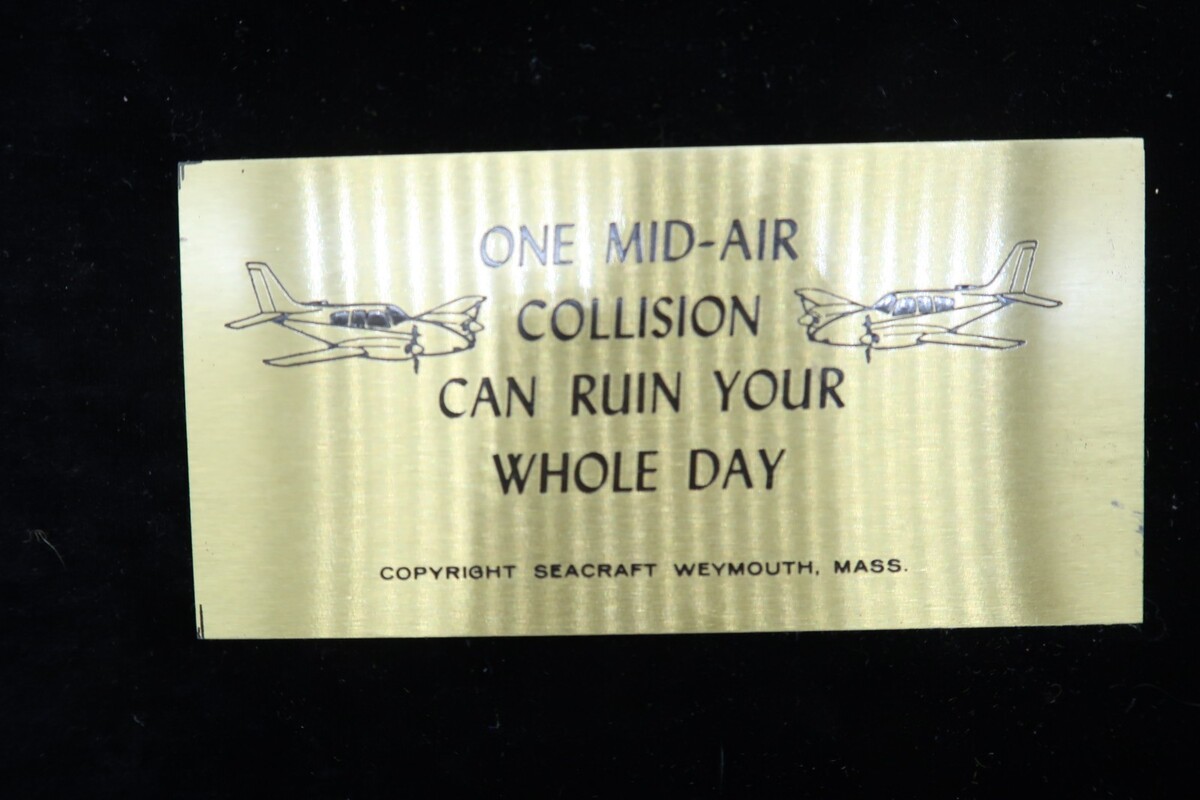 ONE MID-AIR
COLLISION
CAN RUIN YOUR
WHOLE DAY
COPYRIGHT SEACRAFT WEYMOUTH, MASS.